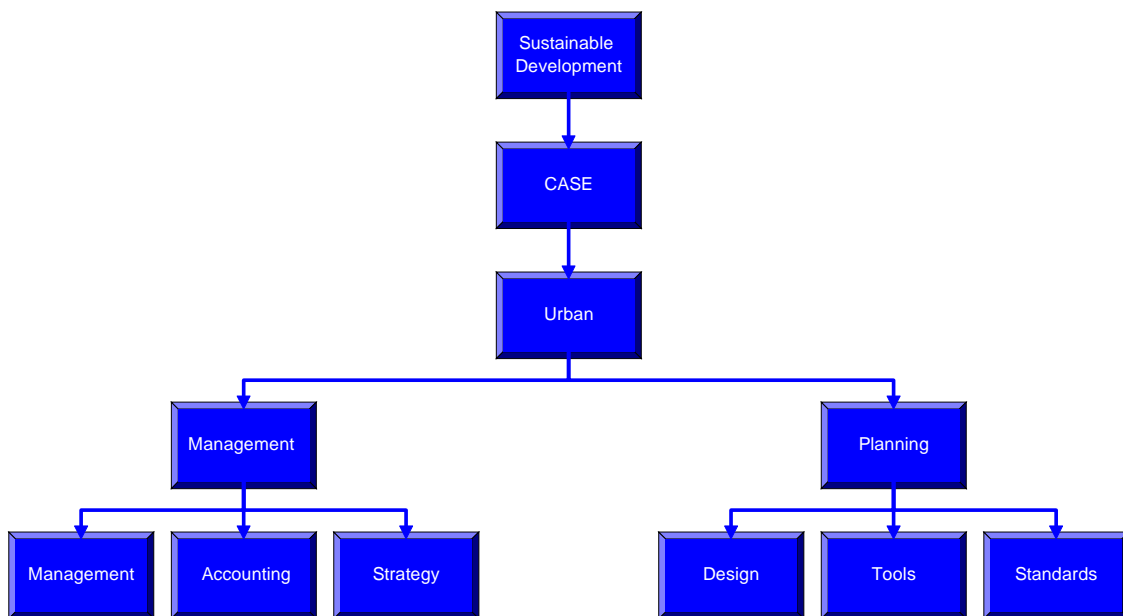 Sustainable
Development
CASE
Urban
Management
Planning
Management
Accounting
Strategy
Design
Tools
Standards